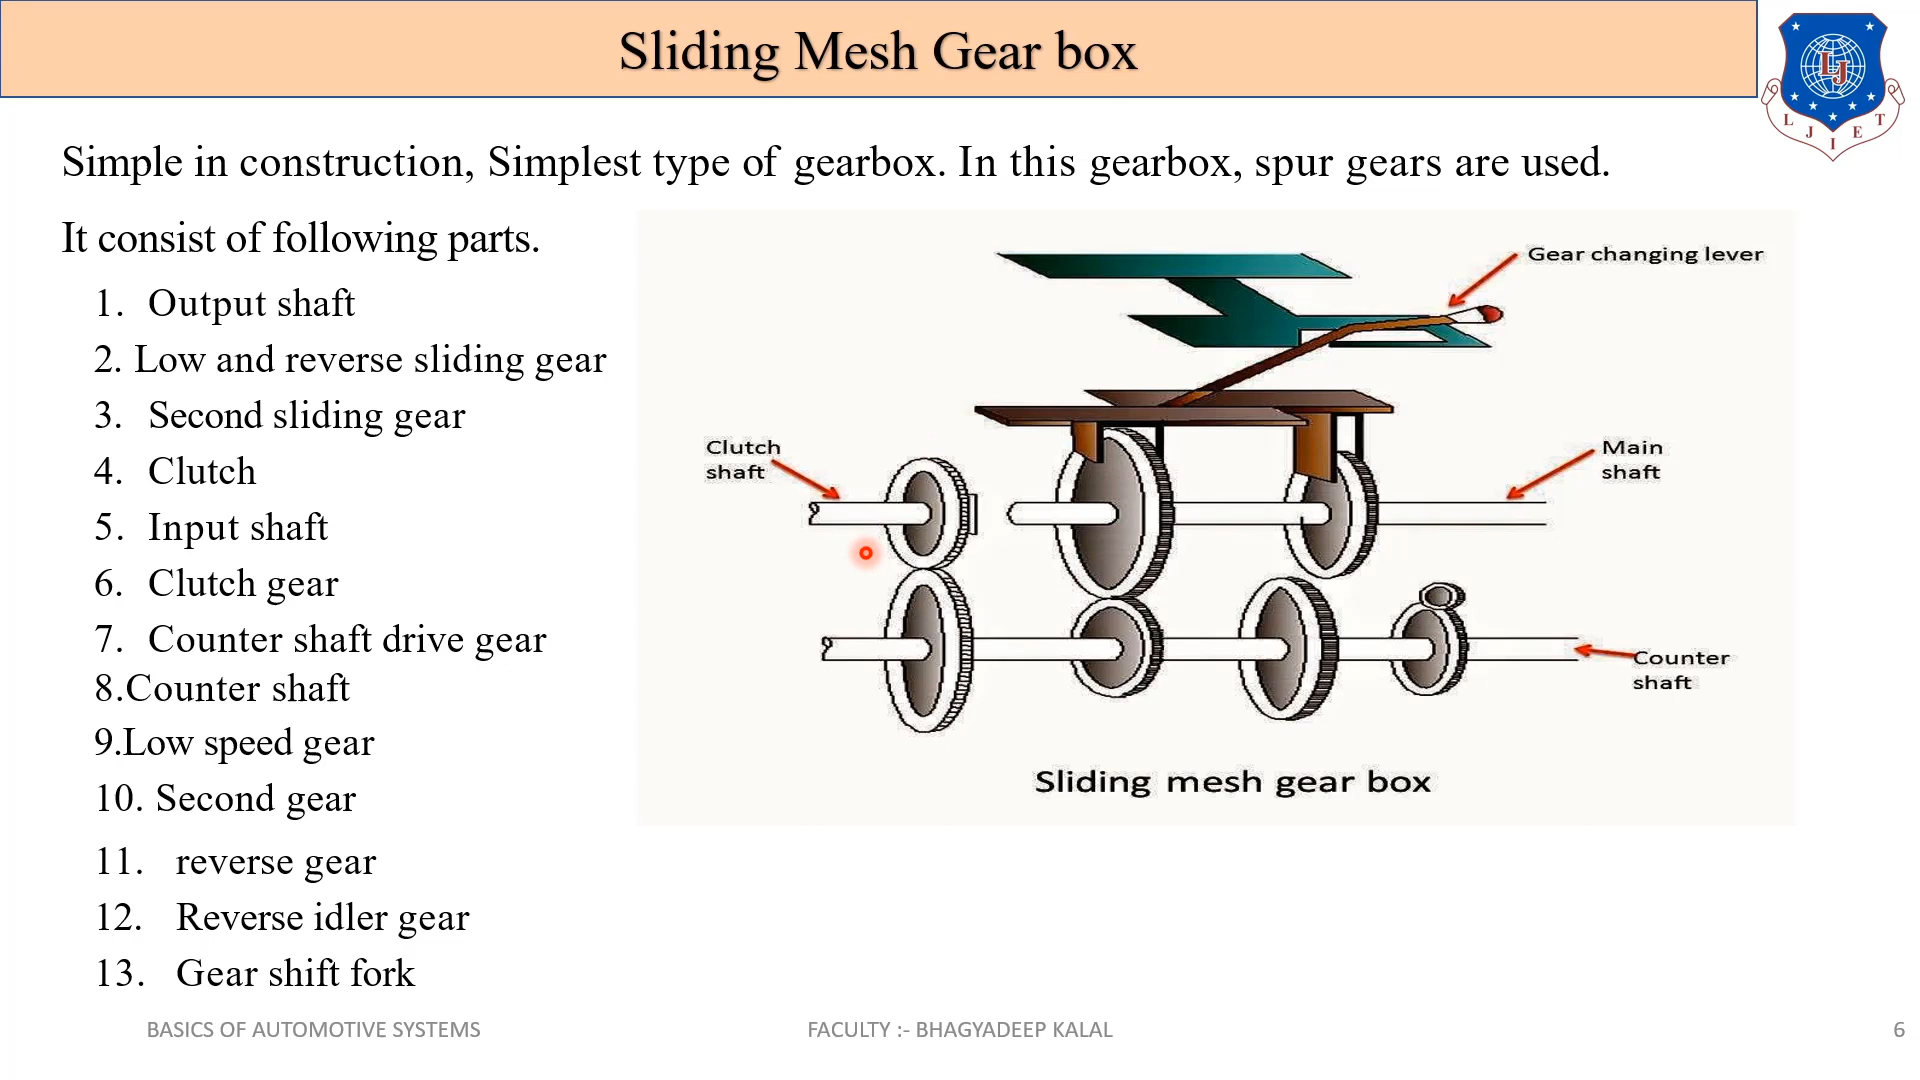 Sliding Mesh Gear box
LJ
L J I E T
Simple in construction, Simplest type of gearbox. In this gearbox, spur gears are used.
It consist of following parts.
1. Output shaft
2. Low and reverse sliding gear
3. Second sliding gear
4. Clutch
5. Input shaft
6. Clutch gear
7. Counter shaft drive gear
8.Counter shaft
9.Low speed gear
10. Second gear
11. reverse gear
12. Reverse idler gear
13. Gear shift fork
Gear changing lever
Clutch
shaft
Main
shaft
Counter
shaft
Sliding mesh gear box
BASICS OF AUTOMOTIVE SYSTEMS
FACULTY :- BHAGYADEEP KALAL
6